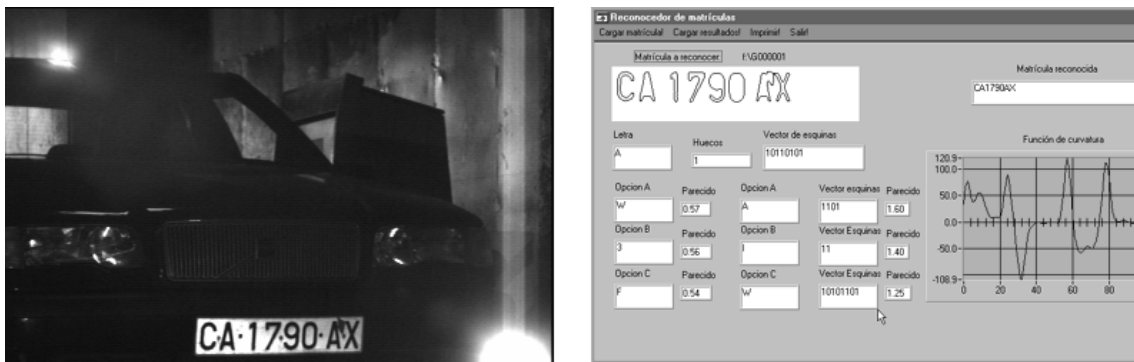 CA·1790·AX
Reconocedor de matrículas
Cargar matrícula! Cargar resultados! Imprimir! Salir!
Matrícula a reconocer. F:\G000001
CA 1790 AX
Matrícula reconocida
CA1790AX
Letra Huecos Vector de esquinas
A 1 10110101
Función de curvatura
Opcion A Parecido Opcion A Vector esquinas Parecido
W 0.57 A 1101 1.60
Opcion B Parecido Opcion B Vector Esquinas Parecido
3 0.56 I 11 1.40
Opcion C Parecido Opcion C Vector Esquinas Parecido
F 0.54 W 10101101 1.25
120.9
100.0
50.0
0.0
-50.0
-108.9
0 20 40 60 80